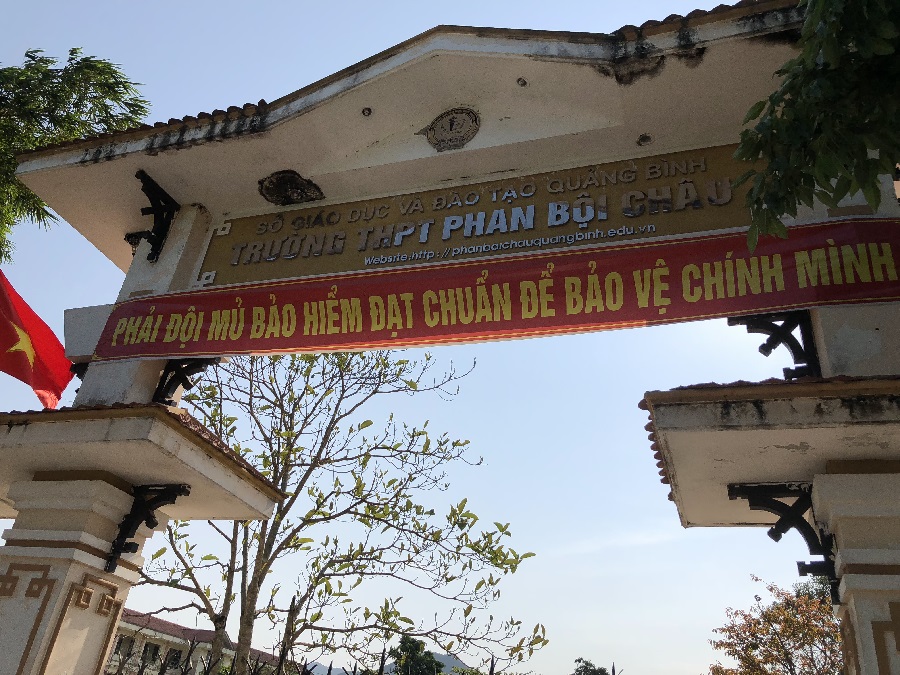 SỞ GIÁO DỤC VÀ ĐÀO TẠO QUẢNG BÌNH
TRƯỜNG THPT PHAN BỘI CHÂU
Website:http://phanboichauquangbinh.edu.vn
PHẢI ĐỘI MỦ BẢO HIỂM ĐẠT CHUẨN ĐỂ BẢO VỆ CHÍNH MÌNH